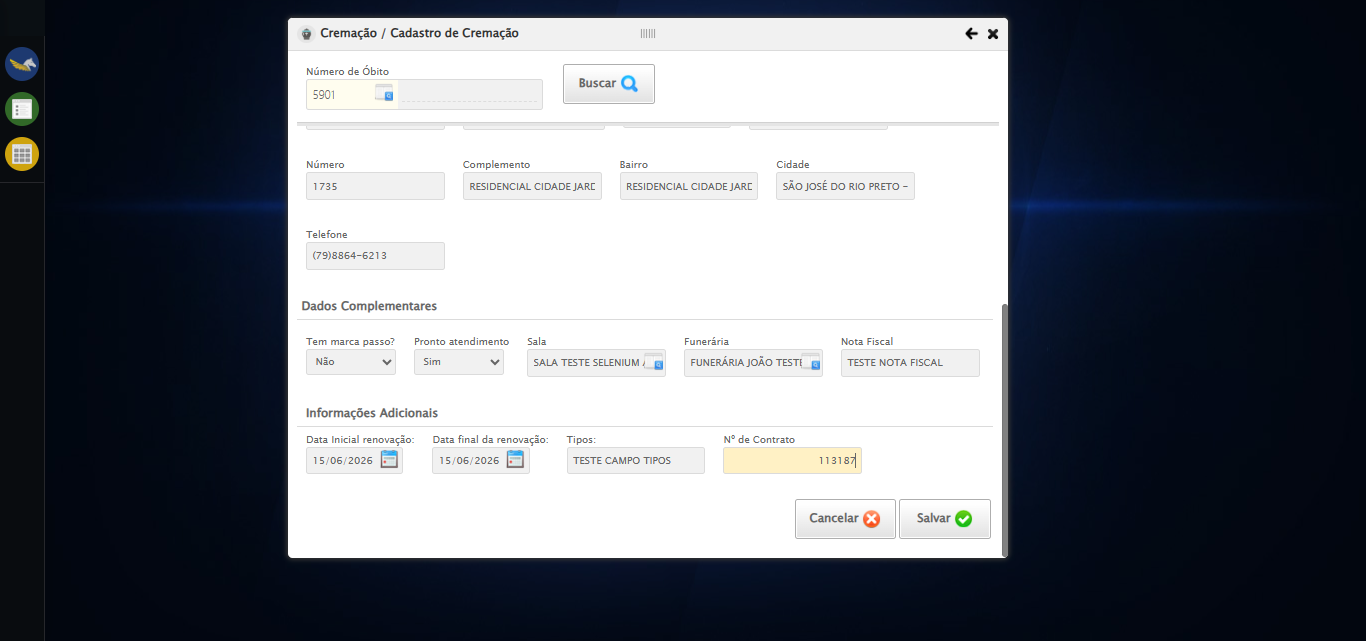 Cremação / Cadastro de Cremação
Número de Óbito
5901
Buscar
Número Complemento Bairro Cidade
1735 RESIDENCIAL CIDADE JARD RESIDENCIAL CIDADE JARD SÃO JOSÉ DO RIO PRETO -
Telefone
(79)8864-6213
Dados Complementares
Tem marca passo? Pronto atendimento Sala Funerária Nota Fiscal
Não Sim SALA TESTE SELENIUM FUNERÁRIA JOÃO TESTE TESTE NOTA FISCAL
Informações Adicionais
Data Inicial renovação: Data final da renovação: Tipos: Nº de Contrato
15/06/2026 15/06/2026 TESTE CAMPO TIPOS 113187
Cancelar Salvar